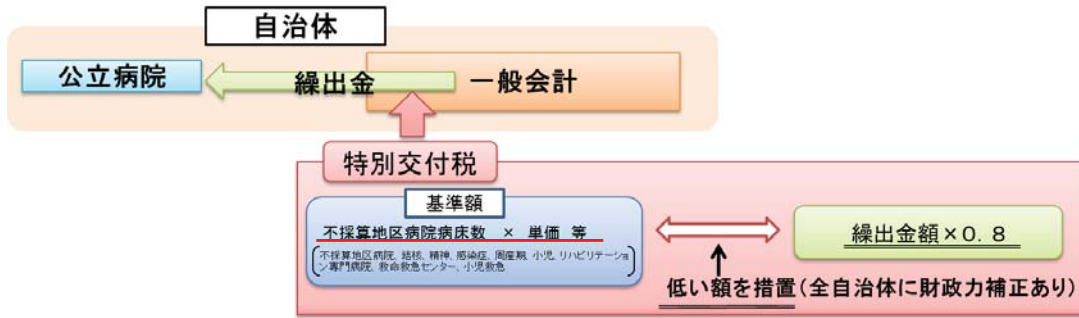 自治体
公立病院
繰出金
一般会計
特別交付税
基準額
不採算地区病院病床数 × 単価 等
不採算地区病院、結核、精神、感染症、周産期、小児、リハビリテーショ
ン専門病院、救命救急センター、小児救急
繰出金額×0.8
低い額を措置(全自治体に財政力補正あり)